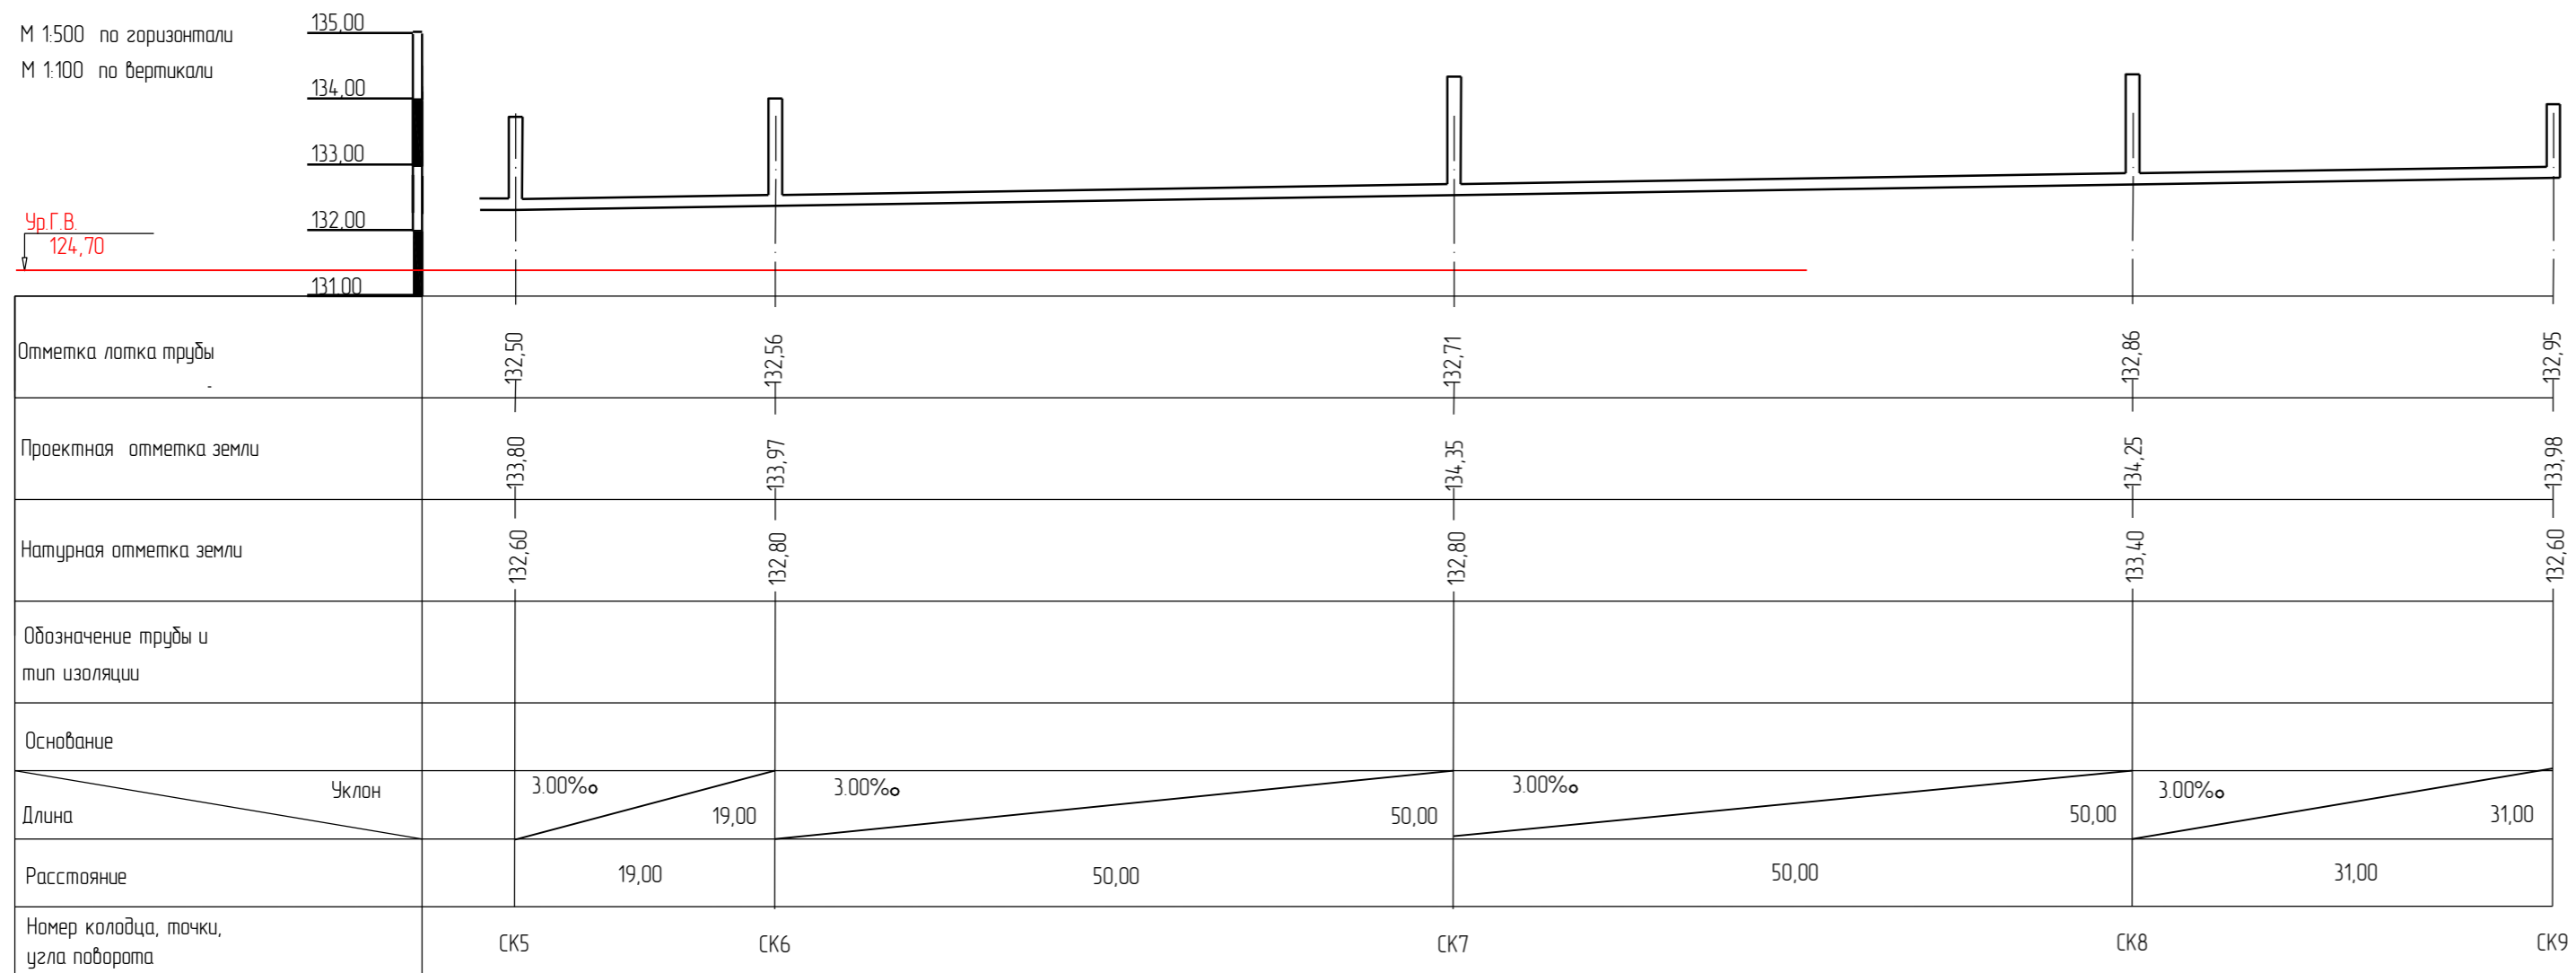 М 1:500 по горизонтали
М 1:100 по вертикали
135,00
134,00
133,00
132,00
131,00
Ур.Г.В.
124,70
Отметка лотка трубы
-
132,50
132,56
132,71
132,86
132,95
Проектная отметка земли
133,80
133,97
134,35
134,25
133,98
Натурная отметка земли
132,60
132,80
132,80
133,40
132,60
Обозначение трубы и
тип изоляции
Основание
Уклон
Длина
3.00%о
19,00
3.00%о
50,00
3.00%о
50,00
3.00%о
31,00
Расстояние
19,00
50,00
50,00
31,00
Номер колодца, точки,
угла поворота
СК5
СК6
СК7
СК8
СК9